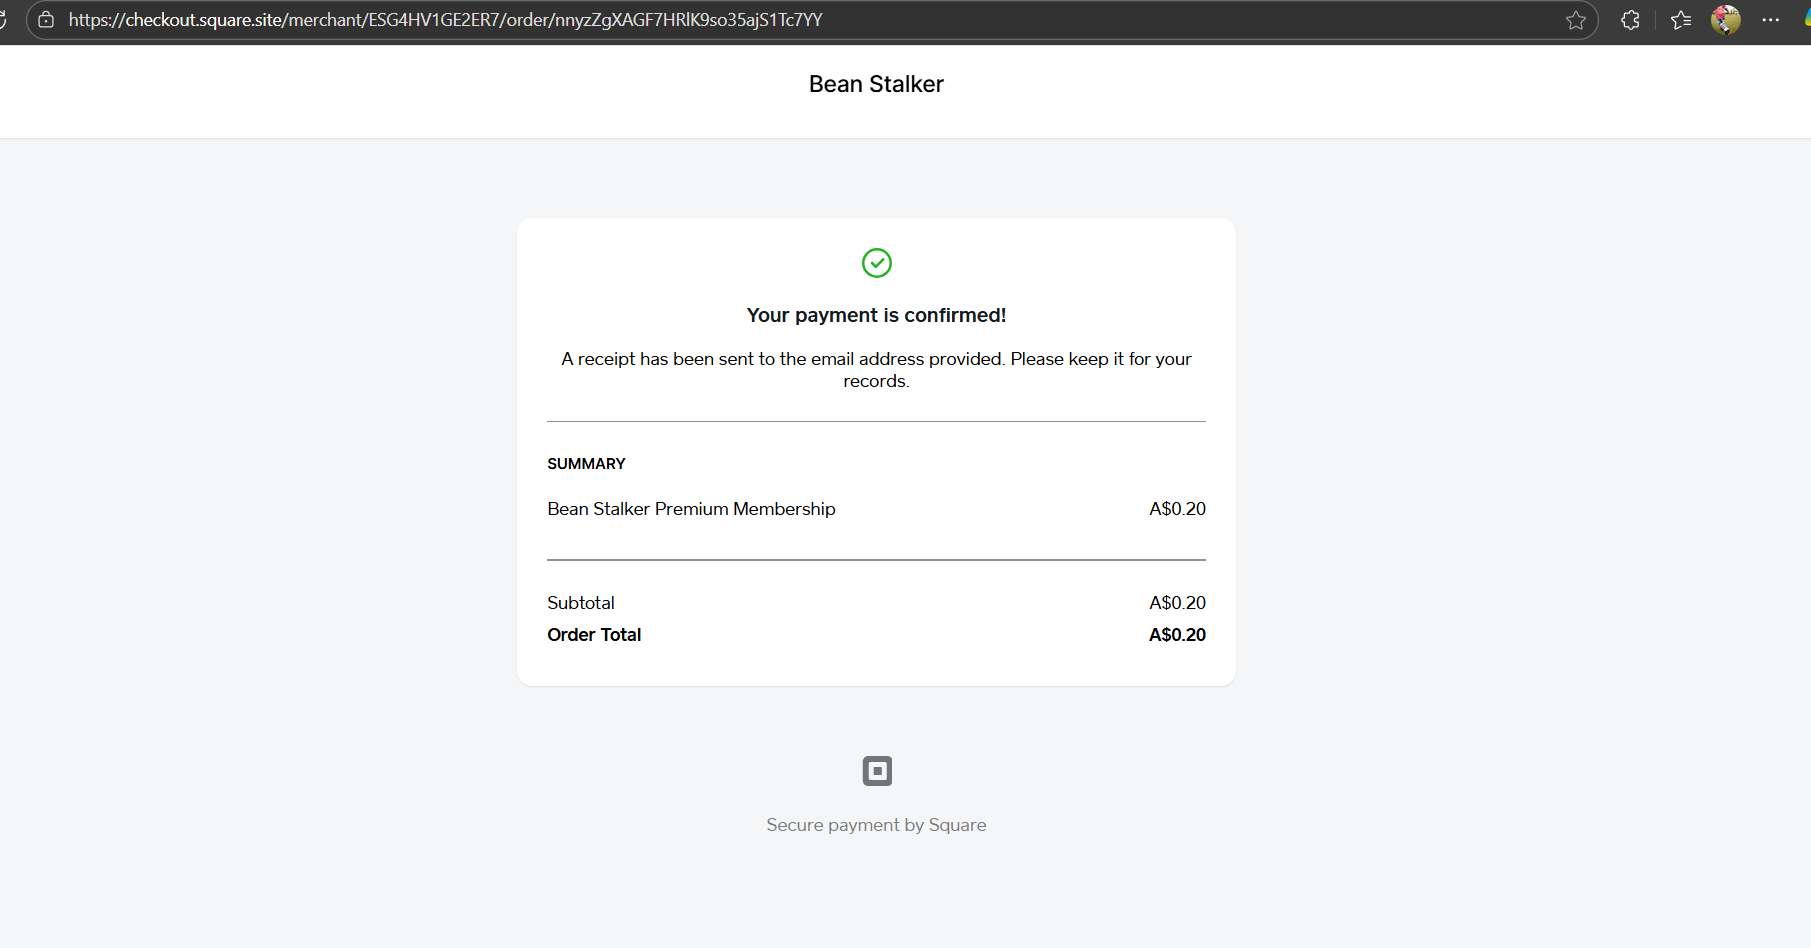 https://checkout.square.site/merchant/ESG4HV1GE2ER7/order/nnyzZgXAGF7HRlK9so35ajS1Tc7YY
Bean Stalker
Your payment is confirmed!
A receipt has been sent to the email address provided. Please keep it for your
records.
SUMMARY
Bean Stalker Premium Membership A$0.20
Subtotal A$0.20
Order Total A$0.20
Secure payment by Square